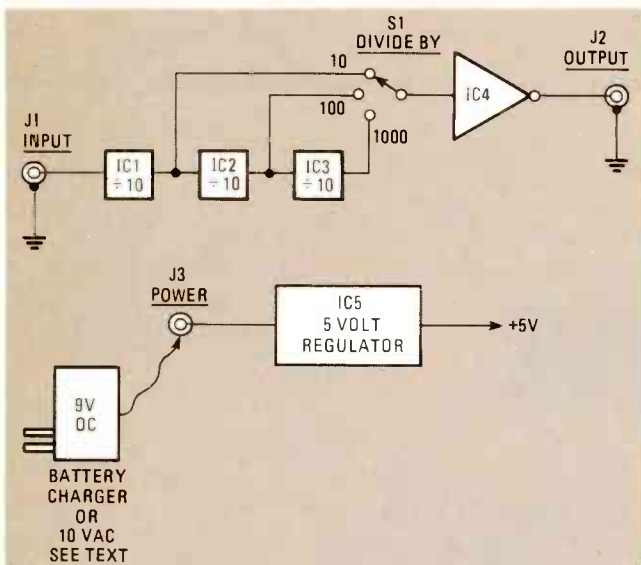 S1
DIVIDE BY
J2
OUTPUT
10
100
1000
IC4
J1
INPUT
IC1
÷10
IC2
÷10
IC3
÷10
J3
POWER
IC5
5 VOLT
REGULATOR
+5V
9V
DC
BATTERY
CHARGER
OR
10 VAC
SEE TEXT